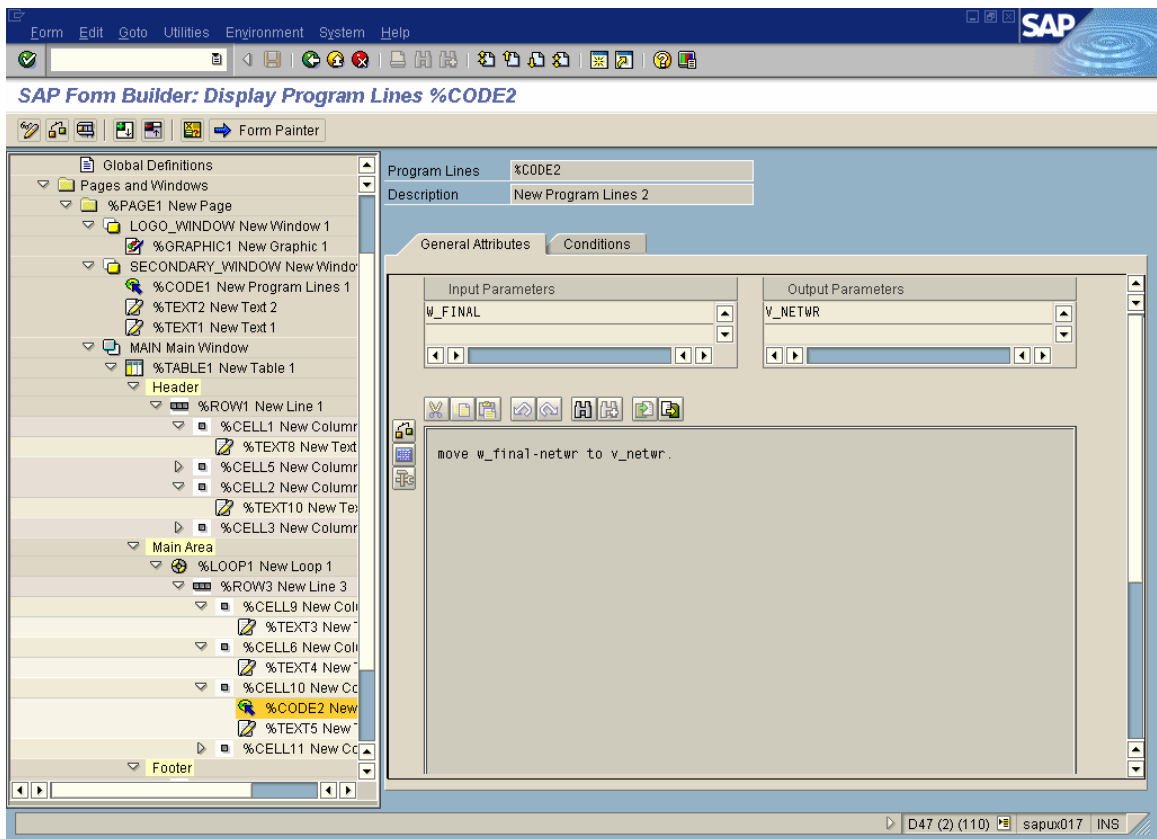 Form Edit Goto Utilities Environment System Help
SAP
SAP Form Builder: Display Program Lines %CODE2
Form Painter
Global Definitions
Pages and Windows
%PAGE1 New Page
LOGO_WINDOW New Window 1
%GRAPHIC1 New Graphic 1
SECONDARY_WINDOW New Windo
%CODE1 New Program Lines 1
%TEXT2 New Text 2
%TEXT1 New Text 1
MAIN Main Window
%TABLE1 New Table 1
Header
%ROW1 New Line 1
%CELL1 New Column
%TEXT8 New Text
%CELL5 New Column
%CELL2 New Column
%TEXT10 New Te
%CELL3 New Column
Main Area
%LOOP1 New Loop 1
%ROW3 New Line 3
%CELL9 New Col
%TEXT3 New
%CELL6 New Col
%TEXT4 New
%CELL10 New Co
%CODE2 New
%TEXT5 New
%CELL11 New Co
Footer
Program Lines %CODE2
Description New Program Lines 2
General Attributes Conditions
Input Parameters Output Parameters
W_FINAL V_NETWR
move w_final-netwr to v_netwr.
D47 (2) (110) sapux017 INS